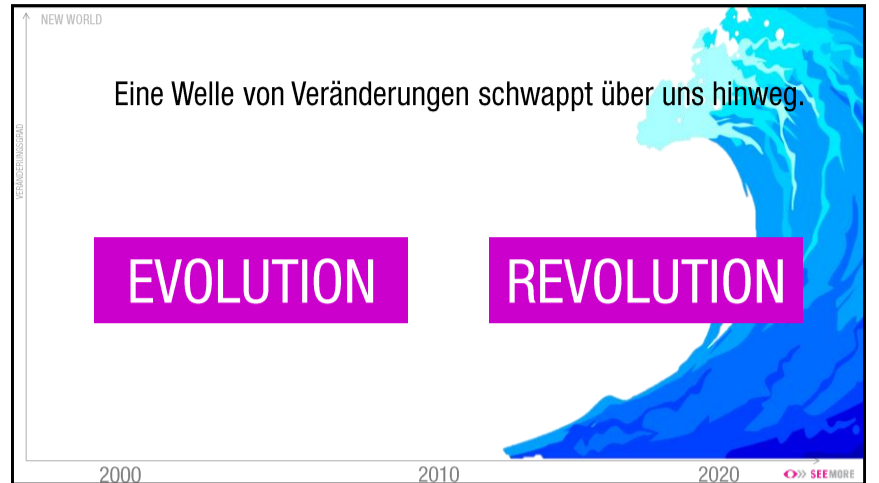 NEW WORLD
Eine Welle von Veränderungen schwappt über uns hinweg.
VERÄNDERUNGSGRAD
EVOLUTION
REVOLUTION
2000
2010
2020
SEEMORE